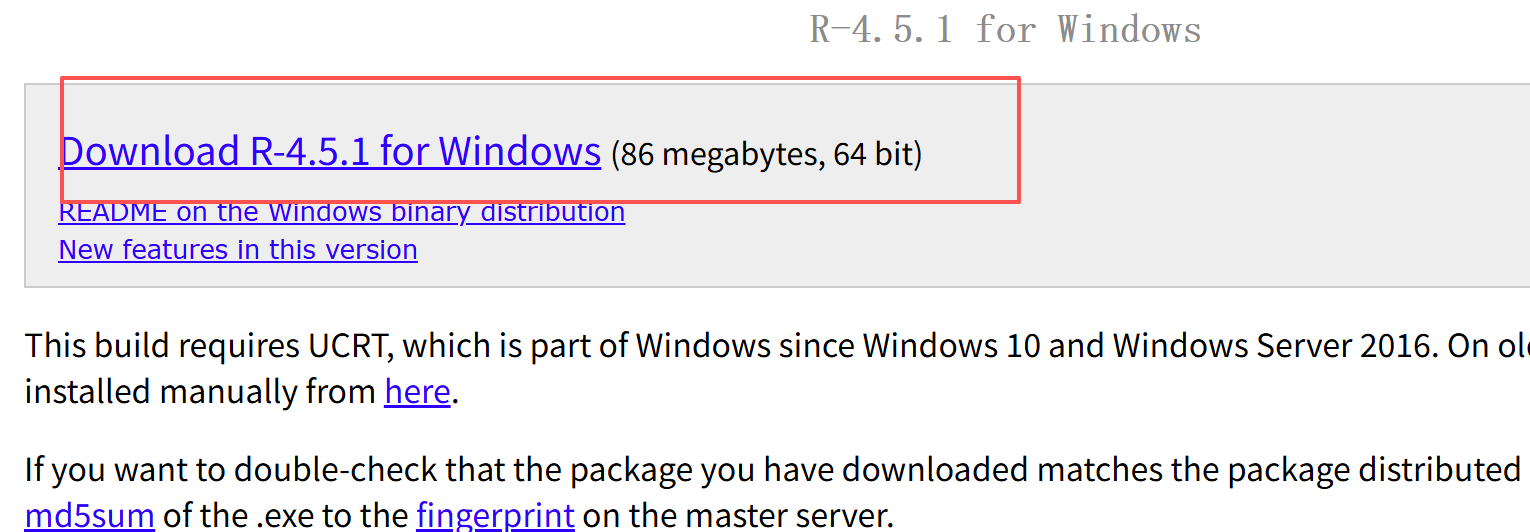 R-4.5.1 for Windows
Download R-4.5.1 for Windows (86 megabytes, 64 bit)
README on the Windows binary distribution
New features in this version
This build requires UCRT, which is part of Windows since Windows 10 and Windows Server 2016. On
installed manually from here.
If you want to double-check that the package you have downloaded matches the package distributed
md5sum of the .exe to the fingerprint on the master server.